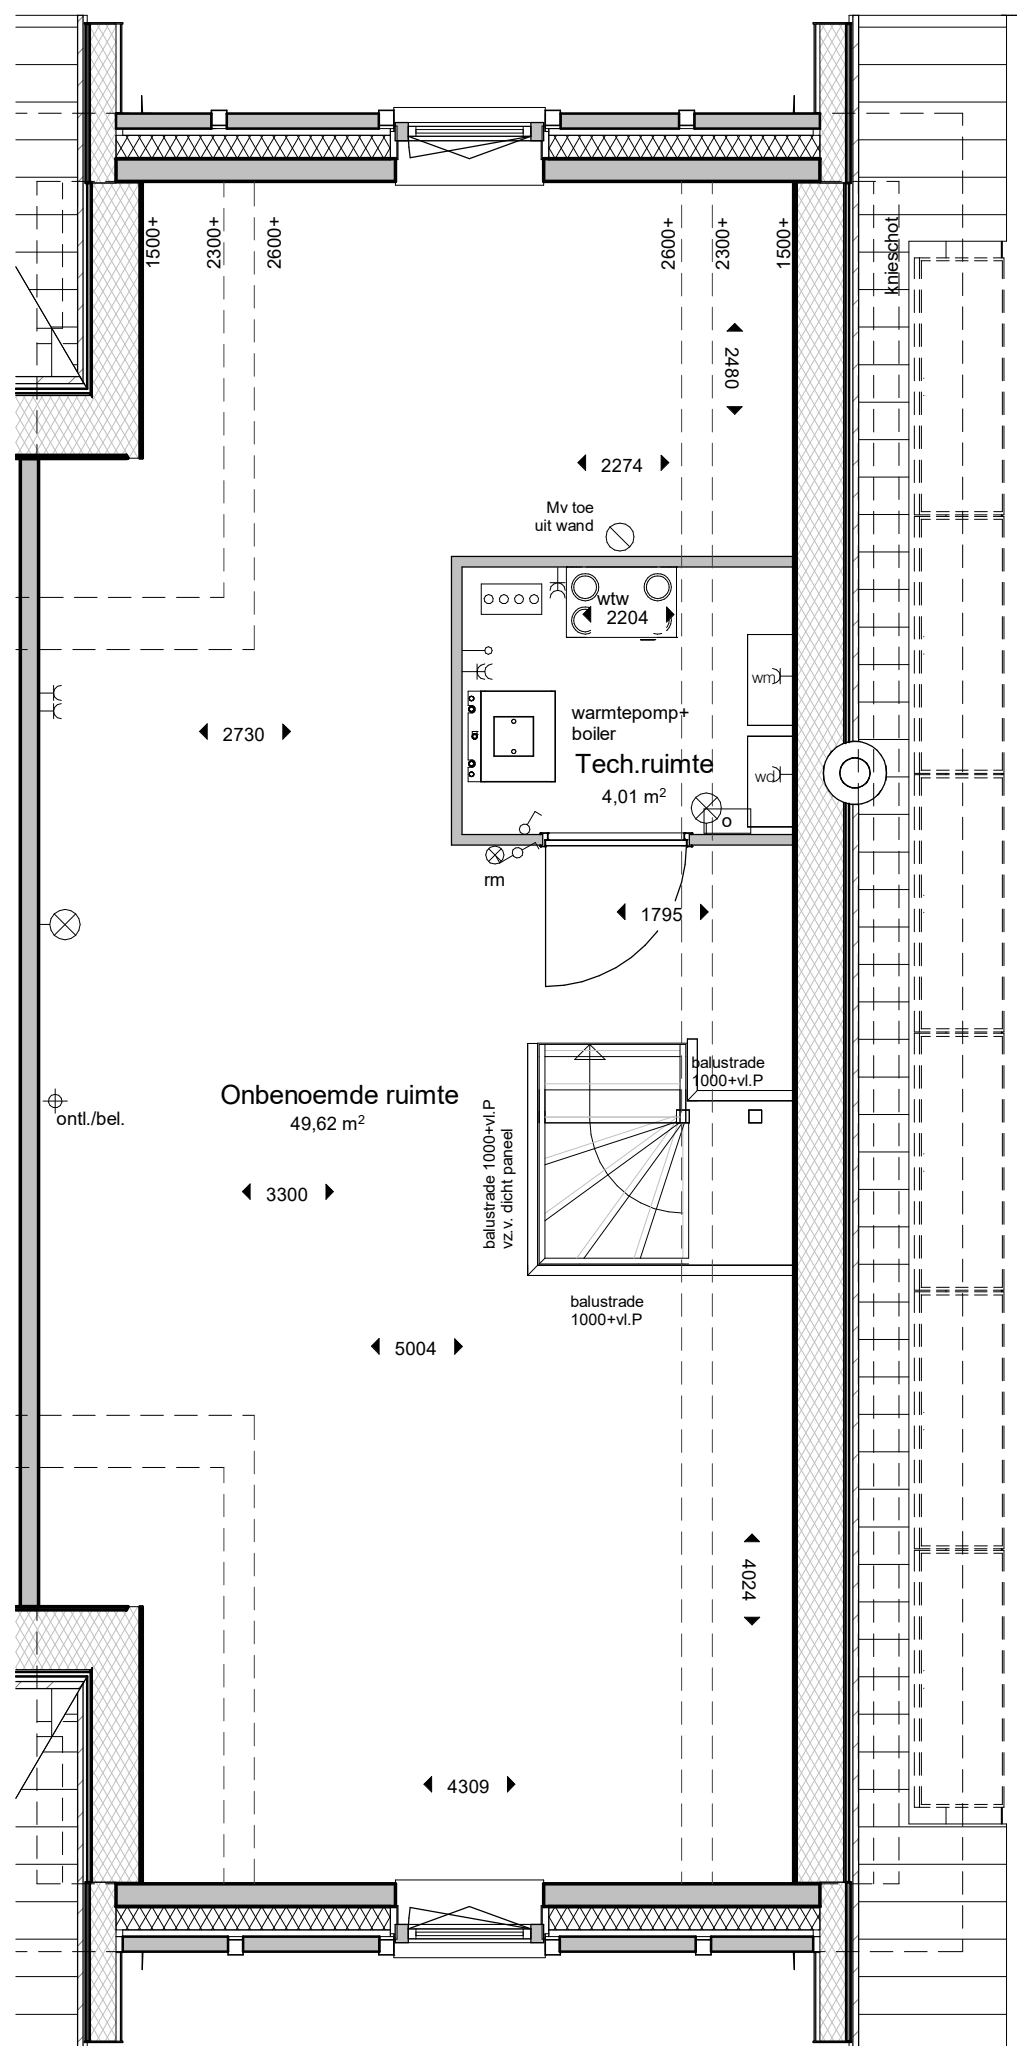 1500+
2300+
2600+
2600+
2300+
1500+
knieschot
2480
2274
Mv toe
uit wand
wtw
2204
wm
2730
warmtepomp+
boiler
Tech.ruimte
4,01 m²
wd
o
rm
1795
balustrade
1000+vl.P
Onbenoemde ruimte
49,62 m²
ontl./bel.
balustrade 1000+vl.P
vz.v. dicht paneel
3300
balustrade
1000+vl.P
5004
4024
4309